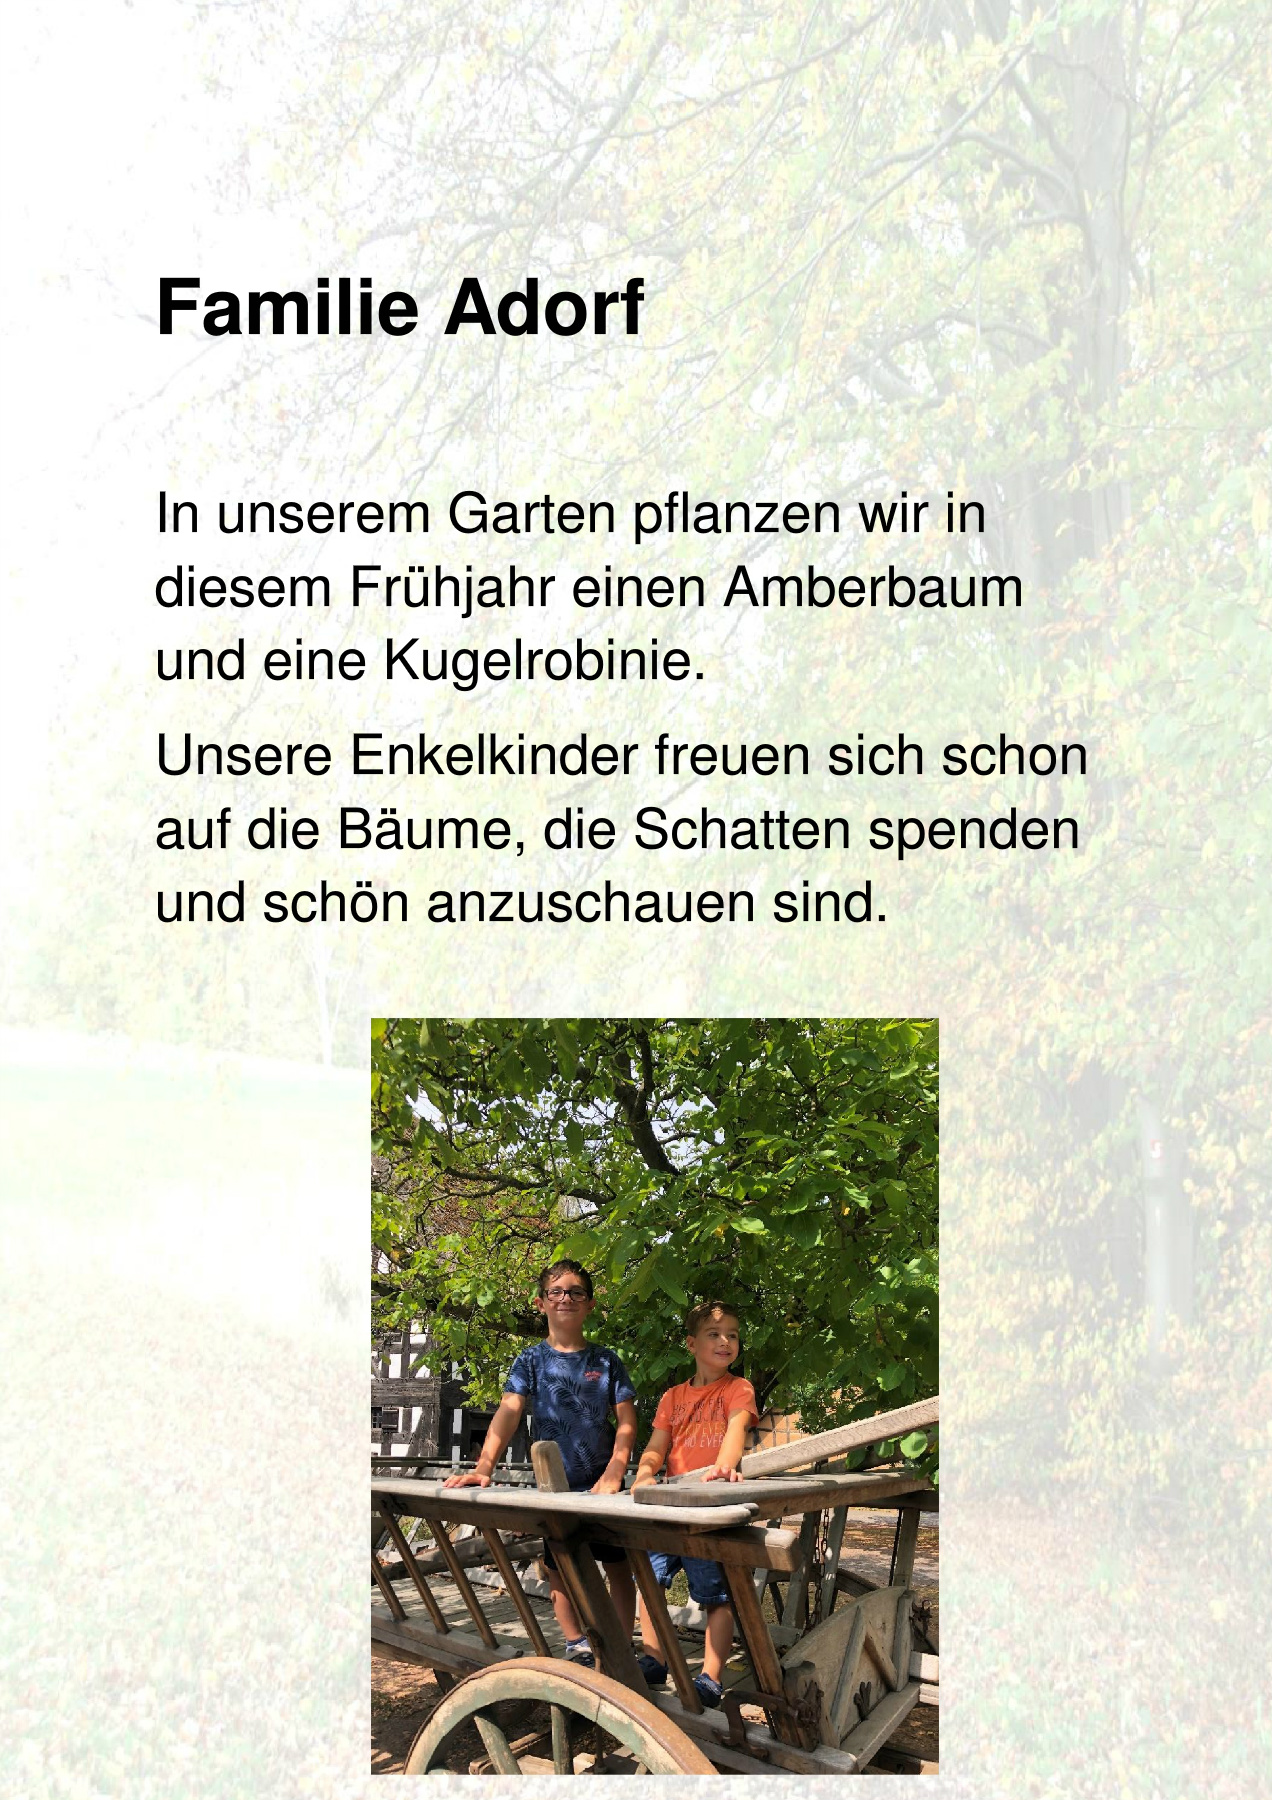 Familie Adorf
In unserem Garten pflanzen wir in
diesem Frühjahr einen Amberbaum
und eine Kugelrobinie.
Unsere Enkelkinder freuen sich schon
auf die Bäume, die Schatten spenden
und schön anzuschauen sind.